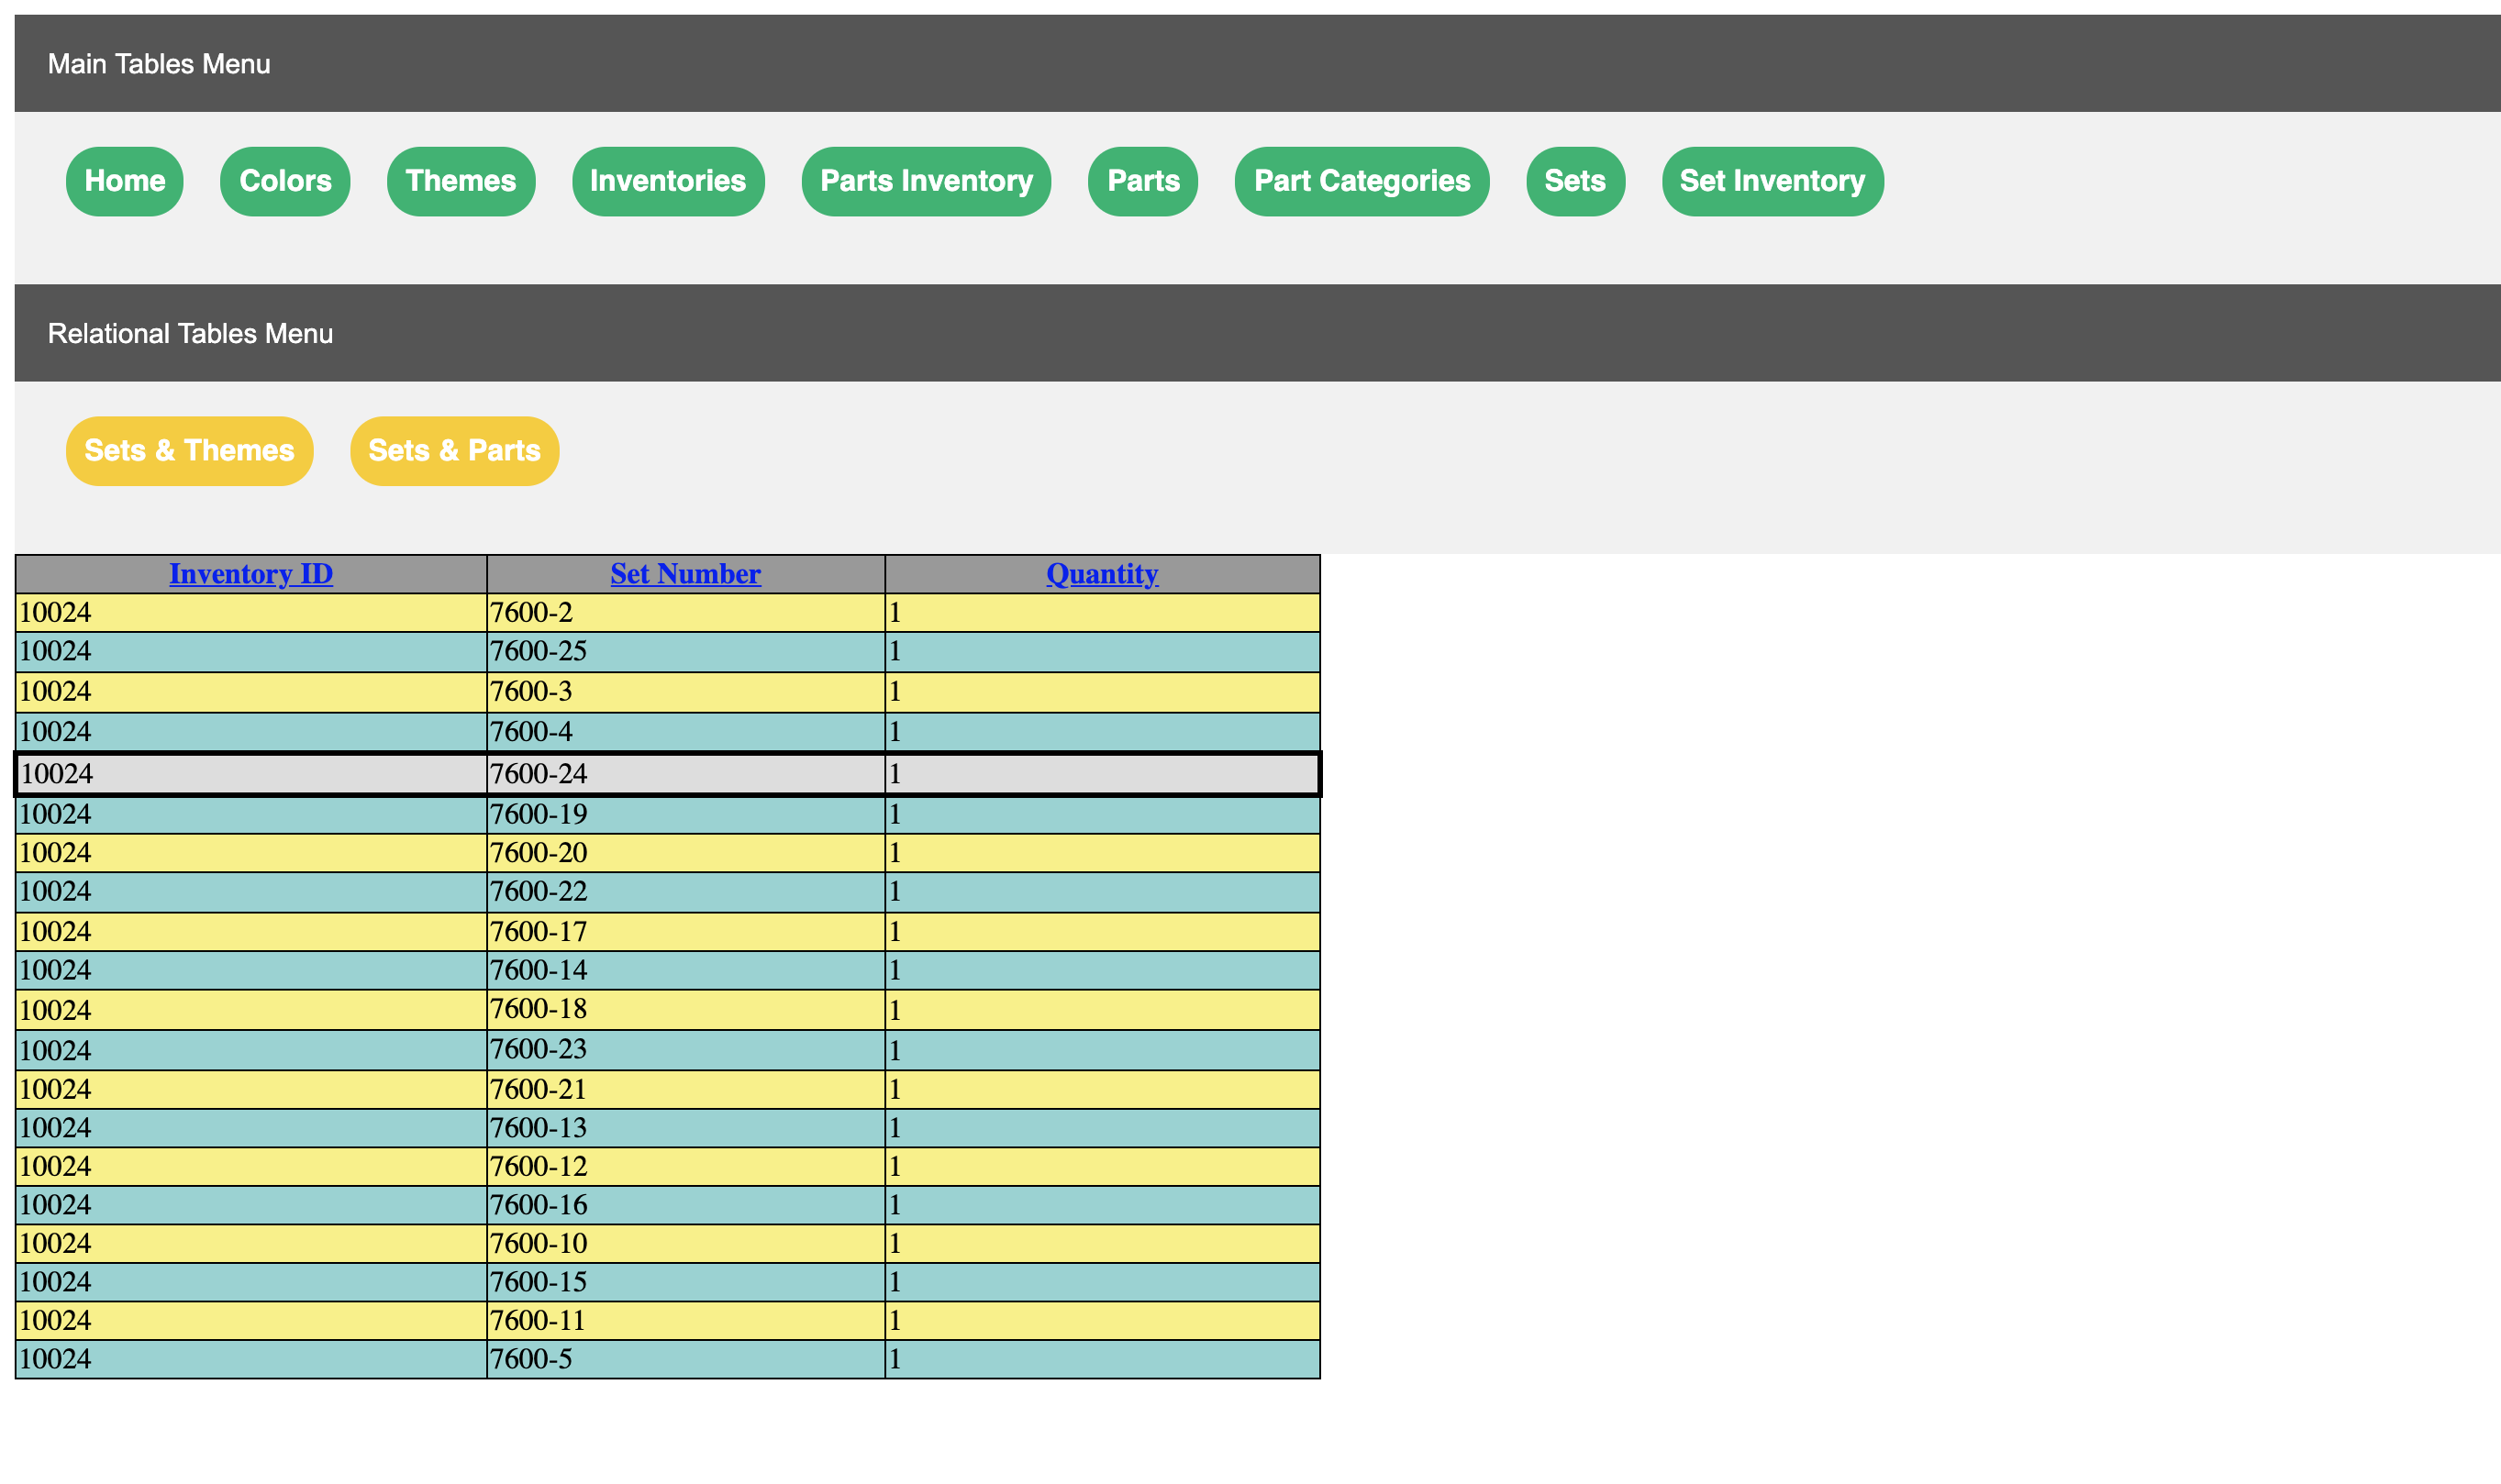 Main Tables Menu
Home Colors Themes Inventories Parts Inventory Parts Part Categories Sets Set Inventory
Relational Tables Menu
Sets & Themes Sets & Parts
Inventory ID Set Number Quantity
10024 7600-2 1
10024 7600-25 1
10024 7600-3 1
10024 7600-4 1
10024 7600-24 1
10024 7600-19 1
10024 7600-20 1
10024 7600-22 1
10024 7600-17 1
10024 7600-14 1
10024 7600-18 1
10024 7600-23 1
10024 7600-21 1
10024 7600-13 1
10024 7600-12 1
10024 7600-16 1
10024 7600-10 1
10024 7600-15 1
10024 7600-11 1
10024 7600-5 1